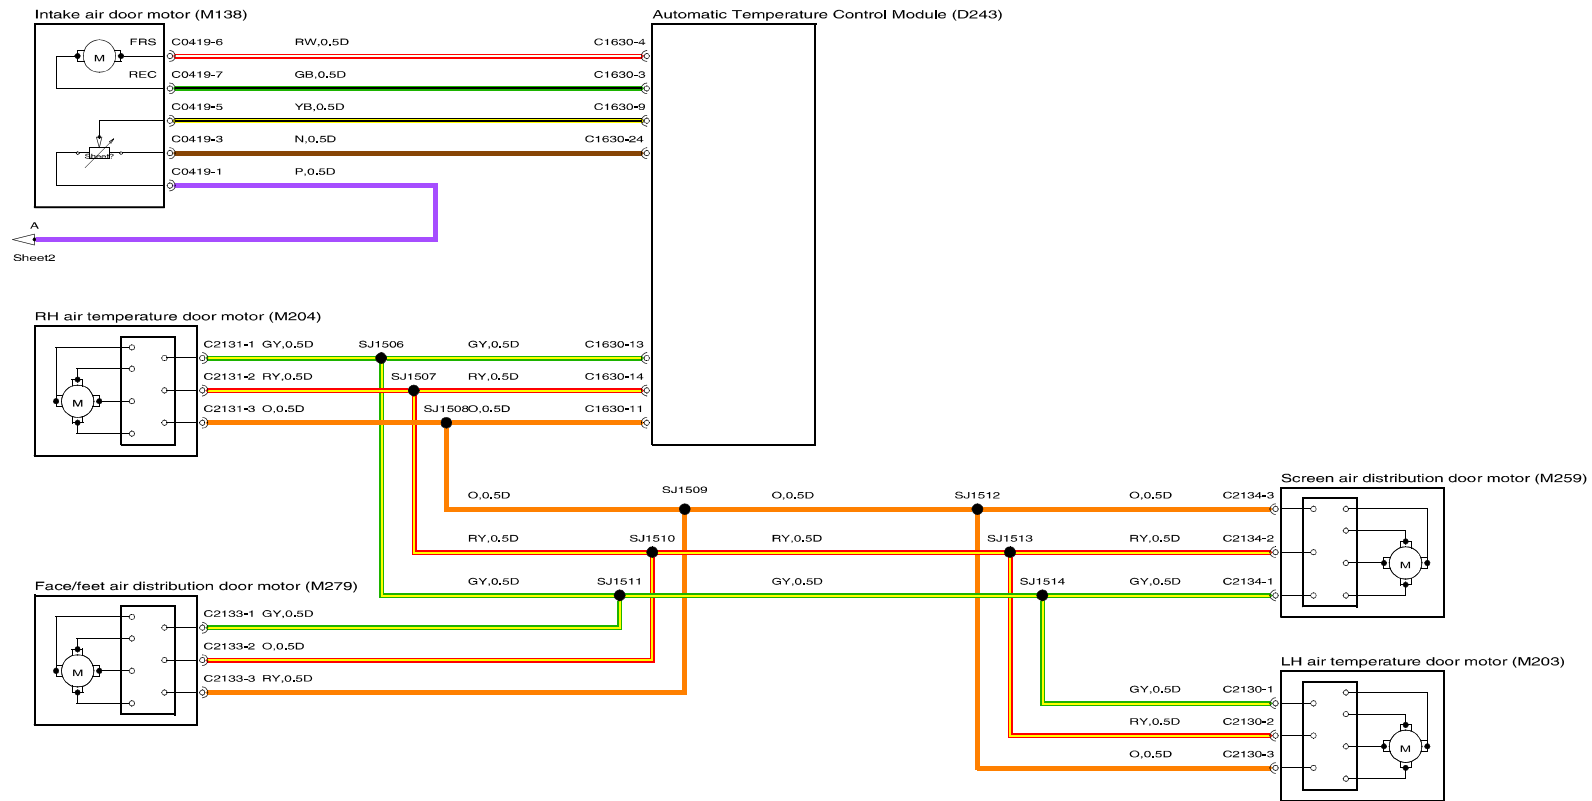 Intake air door motor (M138)
Automatic Temperature Control Module (D243)
FRS C0419-6 RW,0.5D C1630-4
M
REC C0419-7 GB,0.5D C1630-3
C0419-5 YB,0.5D C1630-9
C0419-3 N,0.5D C1630-24
C0419-1 P,0.5D
A
Sheet2
RH air temperature door motor (M204)
C2131-1 GY,0.5D SJ1506 GY,0.5D C1630-13
C2131-2 RY,0.5D SJ1507 RY,0.5D C1630-14
M
C2131-3 O,0.5D SJ1508 O,0.5D C1630-11
Screen air distribution door motor (M259)
O,0.5D SJ1509 O,0.5D SJ1512 O,0.5D C2134-3
RY,0.5D SJ1510 RY,0.5D SJ1513 RY,0.5D C2134-2
M
GY,0.5D SJ1511 GY,0.5D SJ1514 GY,0.5D C2134-1
Face/feet air distribution door motor (M279)
C2133-1 GY,0.5D
C2133-2 O,0.5D
M
C2133-3 RY,0.5D
LH air temperature door motor (M203)
GY,0.5D C2130-1
RY,0.5D C2130-2
M
O,0.5D C2130-3